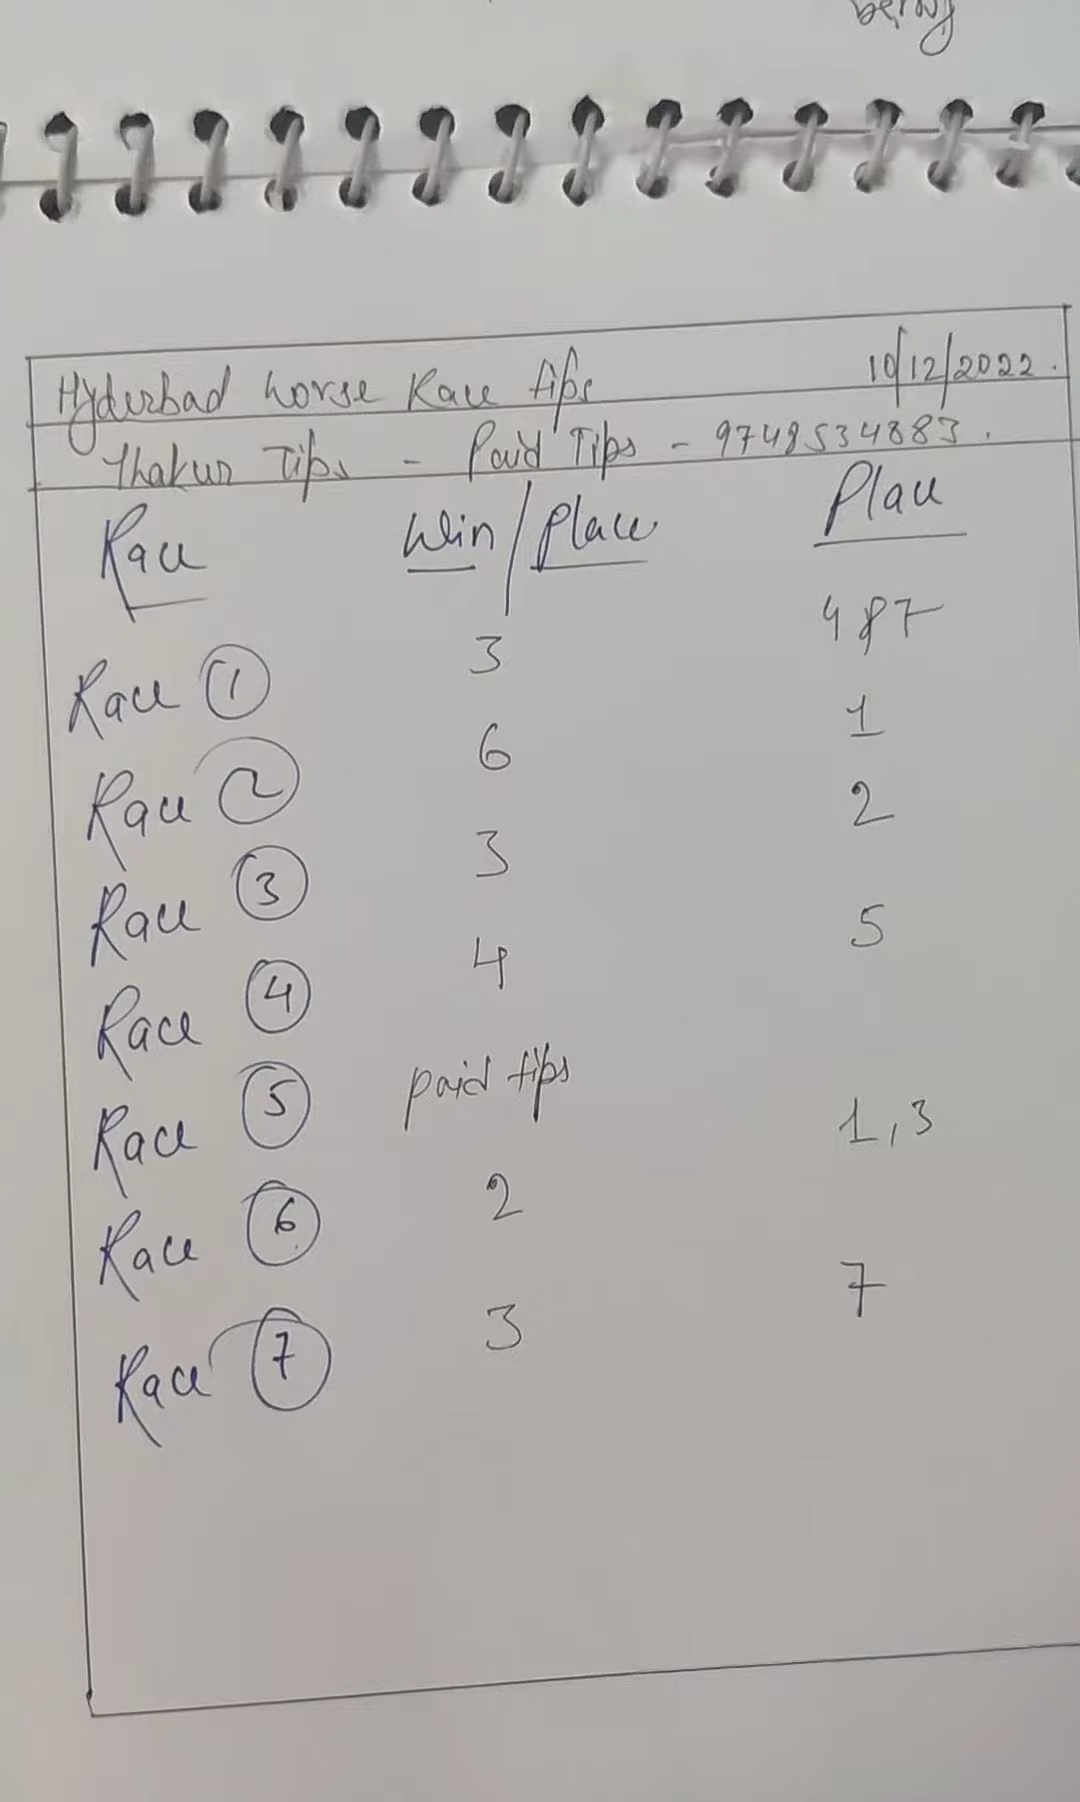 being
Hyderbad horse Race tips 10/12/2022.
Thakur Tips - Paid Tips - 9748534883.
Race Win/Place Place
Race 1 3 4 & 7
Race 2 6 1
Race 3 3 2
Race 4 4 5
Race 5 paid tips
Race 6 2 1,3
Race 7 3 7